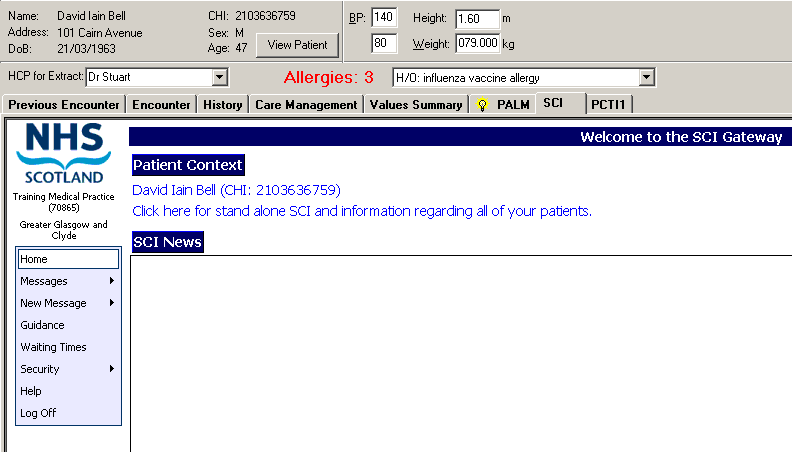 Name: David Iain Bell CHI: 2103636759 BP: 140 Height: 1.60 m
Address: 101 Cairn Avenue Sex: M
DoB: 21/03/1963 Age: 47 View Patient 80 Weight: 079.000 kg
HCP for Extract: Dr Stuart Allergies: 3 H/O: influenza vaccine allergy
Previous Encounter Encounter History Care Management Values Summary PALM SCI PCTI1
NHS
SCOTLAND
Training Medical Practice
(70865)
Greater Glasgow and
Clyde
Home
Messages
New Message
Guidance
Waiting Times
Security
Help
Log Off
Welcome to the SCI Gateway
Patient Context
David Iain Bell (CHI: 2103636759)
Click here for stand alone SCI and information regarding all of your patients.
SCI News